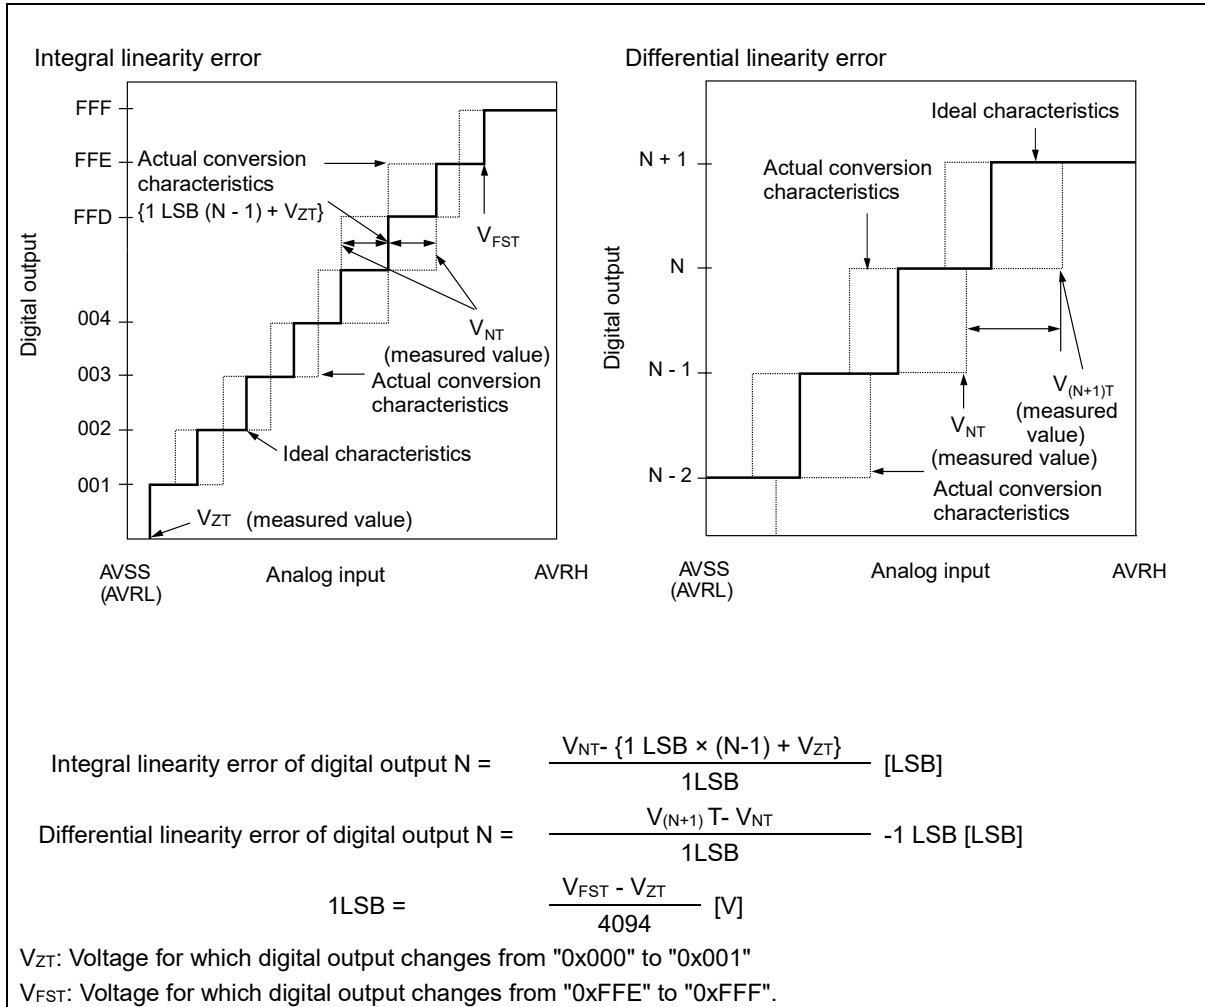 Integral linearity error
FFF
FFE
FFD
004
003
002
001
Digital output
Actual conversion
characteristics
{1 LSB (N - 1) + VZT}
VFST
VNT
(measured value)
Actual conversion
characteristics
Ideal characteristics
VZT (measured value)
AVSS
(AVRL)
Analog input
AVRH
Differential linearity error
N + 1
N
N - 1
N - 2
Digital output
Ideal characteristics
Actual conversion
characteristics
V(N+1)T
(measured
value)
VNT
(measured value)
Actual conversion
characteristics
AVSS
(AVRL)
Analog input
AVRH
Integral linearity error of digital output N =
VNT- {1 LSB × (N-1) + VZT}
1LSB
[LSB]
Differential linearity error of digital output N =
V(N+1) T- VNT
1LSB
-1 LSB [LSB]
1LSB =
VFST - VZT
4094
[V]
VZT: Voltage for which digital output changes from "0x000" to "0x001"
VFST: Voltage for which digital output changes from "0xFFE" to "0xFFF".